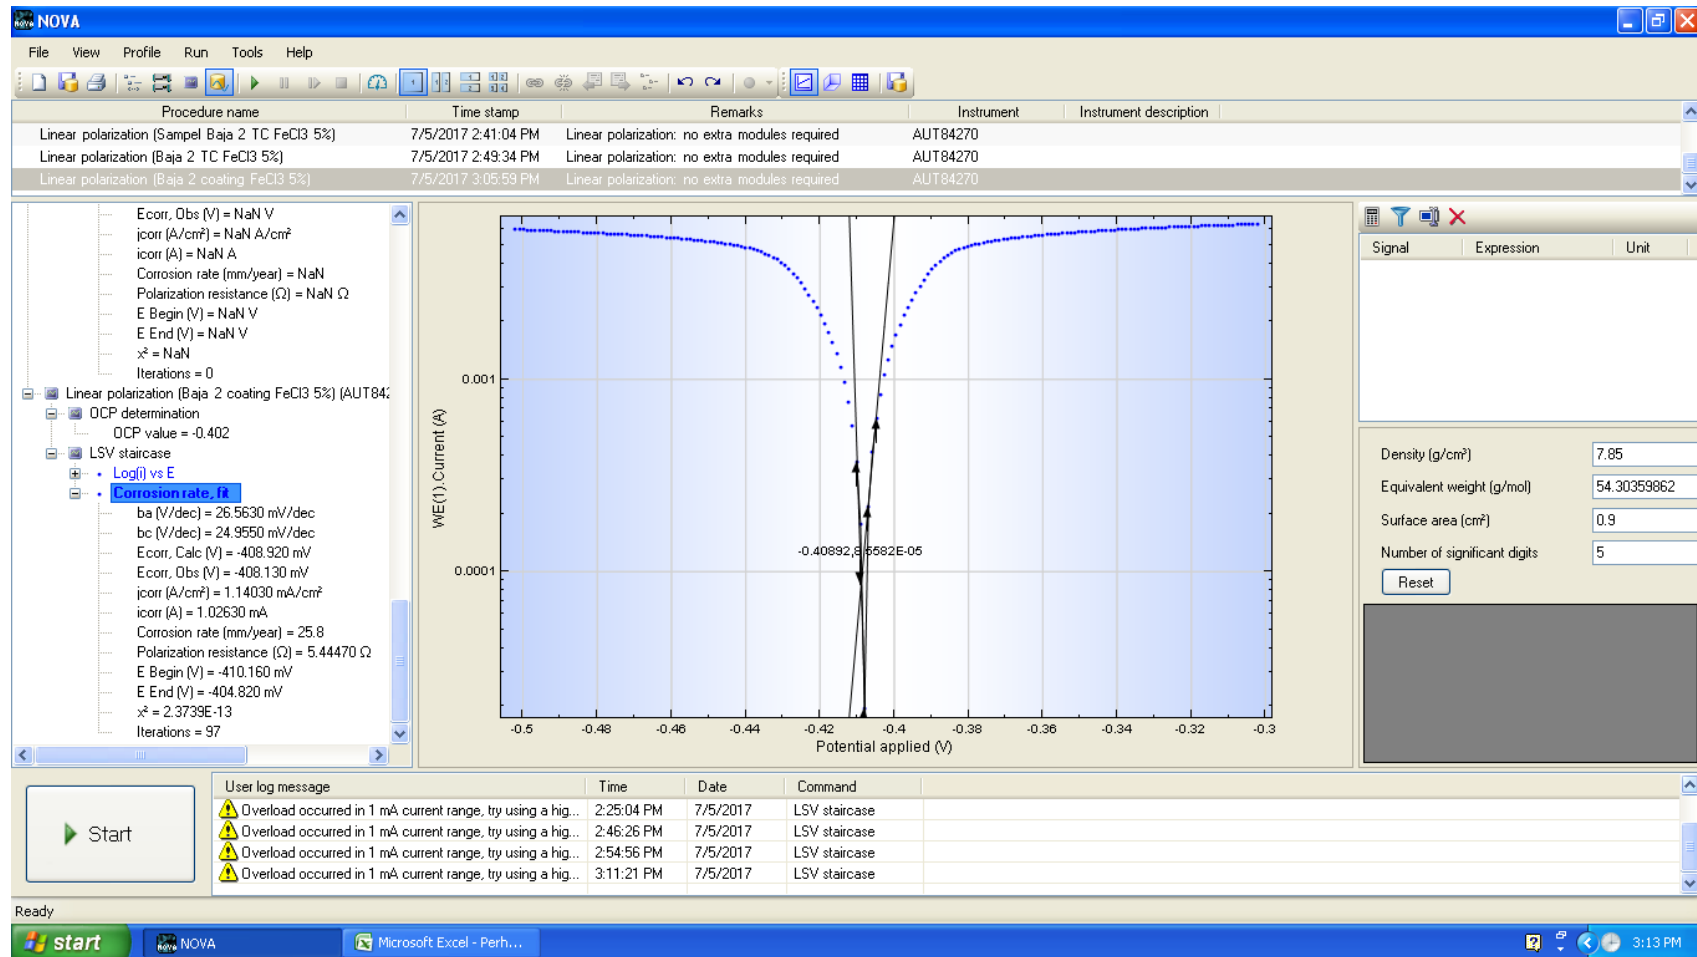 NOVA
File View Profile Run Tools Help
Procedure name Time stamp Remarks Instrument Instrument description
Linear polarization (Sampel Baja 2 TC FeCl3 5%) 7/5/2017 2:41:04 PM Linear polarization: no extra modules required AUT84270
Linear polarization (Baja 2 TC FeCl3 5%) 7/5/2017 2:49:34 PM Linear polarization: no extra modules required AUT84270
Linear polarization (Baja 2 coating FeCl3 5%) 7/5/2017 3:05:59 PM Linear polarization: no extra modules required AUT84270
Ecorr, Obs (V) = NaN V
jcorr (A/cm²) = NaN A/cm²
icorr (A) = NaN A
Corrosion rate (mm/year) = NaN
Polarization resistance (Ω) = NaN Ω
E Begin (V) = NaN V
E End (V) = NaN V
x² = NaN
Iterations = 0
Linear polarization (Baja 2 coating FeCl3 5%) (AUT842
OCP determination
OCP value = -0.402
LSV staircase
Log(i) vs E
Corrosion rate, fit
ba (V/dec) = 26.5630 mV/dec
bc (V/dec) = 24.9550 mV/dec
Ecorr, Calc (V) = -408.920 mV
Ecorr, Obs (V) = -408.130 mV
jcorr (A/cm²) = 1.14030 mA/cm²
icorr (A) = 1.02630 mA
Corrosion rate (mm/year) = 25.8
Polarization resistance (Ω) = 5.44470 Ω
E Begin (V) = -410.160 mV
E End (V) = -404.820 mV
x² = 2.3739E-13
Iterations = 97
WE(1).Current (A)
0.001
0.0001
-0.40892,8.5582E-05
-0.5 -0.48 -0.46 -0.44 -0.42 -0.4 -0.38 -0.36 -0.34 -0.32 -0.3
Potential applied (V)
Signal Expression Unit
Density (g/cm³) 7.85
Equivalent weight (g/mol) 54.30359862
Surface area (cm²) 0.9
Number of significant digits 5
Reset
Start
User log message Time Date Command
Overload occurred in 1 mA current range, try using a hig... 2:25:04 PM 7/5/2017 LSV staircase
Overload occurred in 1 mA current range, try using a hig... 2:46:26 PM 7/5/2017 LSV staircase
Overload occurred in 1 mA current range, try using a hig... 2:54:56 PM 7/5/2017 LSV staircase
Overload occurred in 1 mA current range, try using a hig... 3:11:21 PM 7/5/2017 LSV staircase
Ready
start NOVA Microsoft Excel - Perh... 3:13 PM